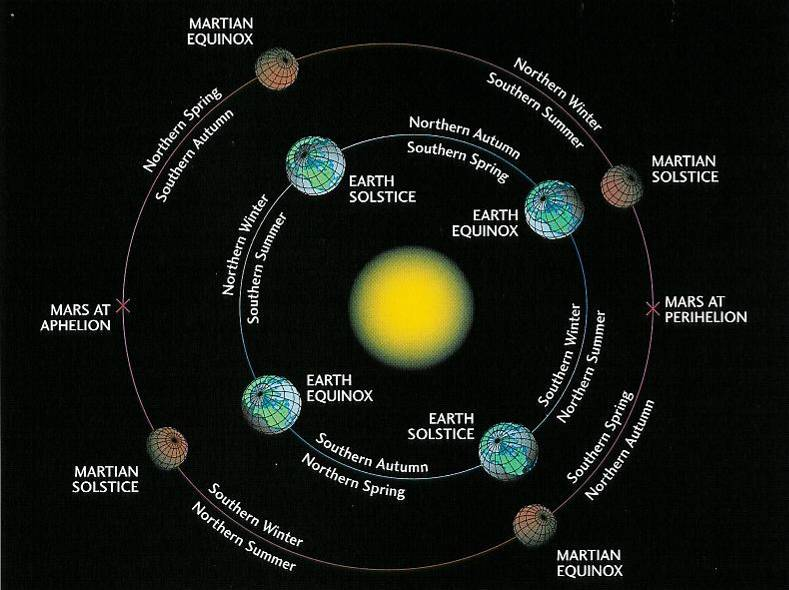 MARTIAN
EQUINOX
Northern Winter
Southern Summer
Northern Spring
Southern Autumn
Northern Autumn
Southern Spring
MARTIAN
SOLSTICE
EARTH
SOLSTICE
EARTH
EQUINOX
Northern Winter
Southern Summer
MARS AT
APHELION
MARS AT
PERIHELION
Southern Winter
Northern Summer
EARTH
EQUINOX
EARTH
SOLSTICE
Southern Spring
Northern Autumn
Southern Autumn
Northern Spring
MARTIAN
SOLSTICE
Southern Winter
Northern Summer
MARTIAN
EQUINOX